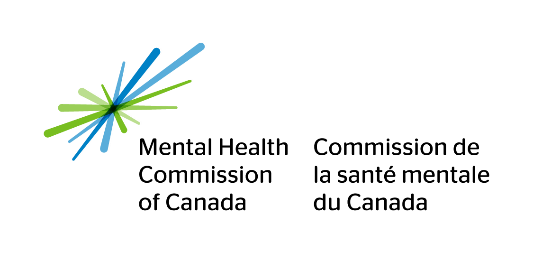 Mental Health
Commission
of Canada
Commission de
la santé mentale
du Canada